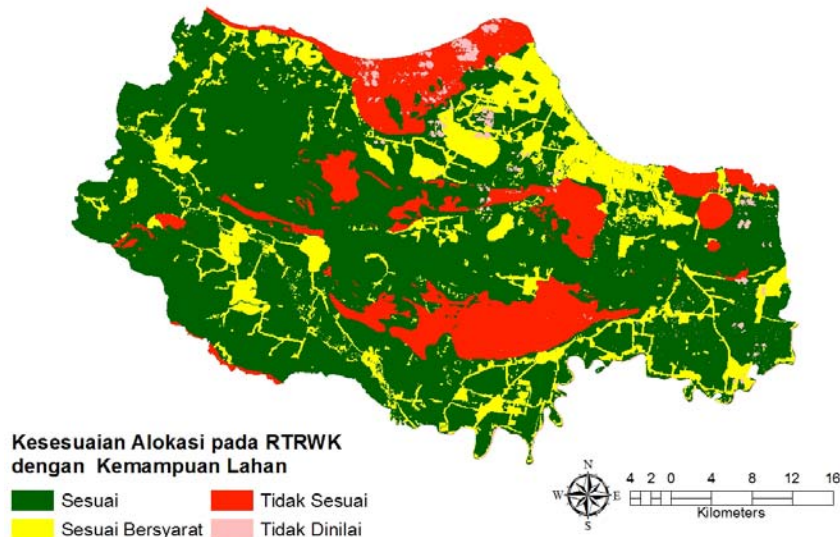 Kesesuaian Alokasi pada RTRWK
dengan Kemampuan Lahan
Sesuai
Tidak Sesuai
Sesuai Bersyarat
Tidak Dinilai
N
W E
S
4 2 0 4 8 12 16
Kilometers